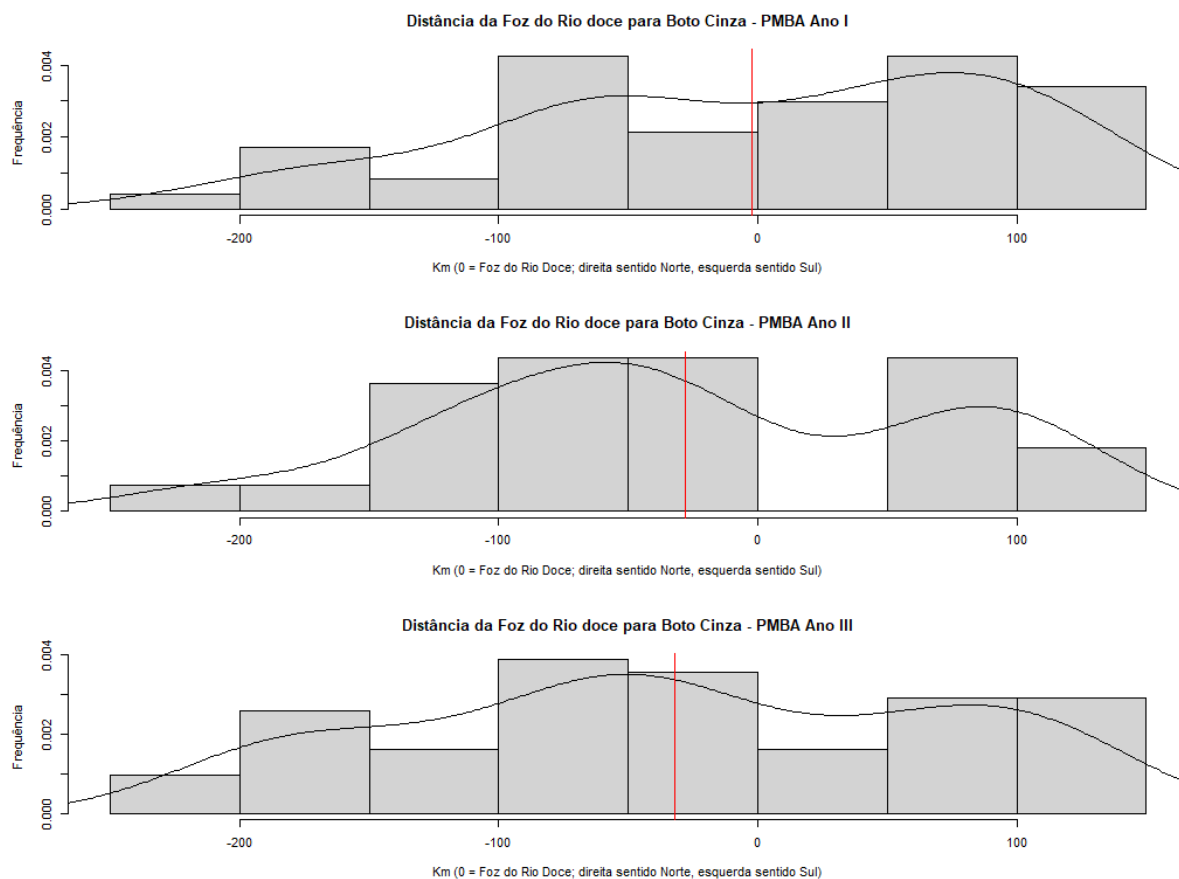 Distância da Foz do Rio doce para Boto Cinza - PMBA Ano I
Frequência
0.004
0.002
0.000
-200 -100 0 100
Km (0 = Foz do Rio Doce; direita sentido Norte, esquerda sentido Sul)
Distância da Foz do Rio doce para Boto Cinza - PMBA Ano II
Frequência
0.004
0.002
0.000
-200 -100 0 100
Km (0 = Foz do Rio Doce; direita sentido Norte, esquerda sentido Sul)
Distância da Foz do Rio doce para Boto Cinza - PMBA Ano III
Frequência
0.004
0.002
0.000
-200 -100 0 100
Km (0 = Foz do Rio Doce; direita sentido Norte, esquerda sentido Sul)